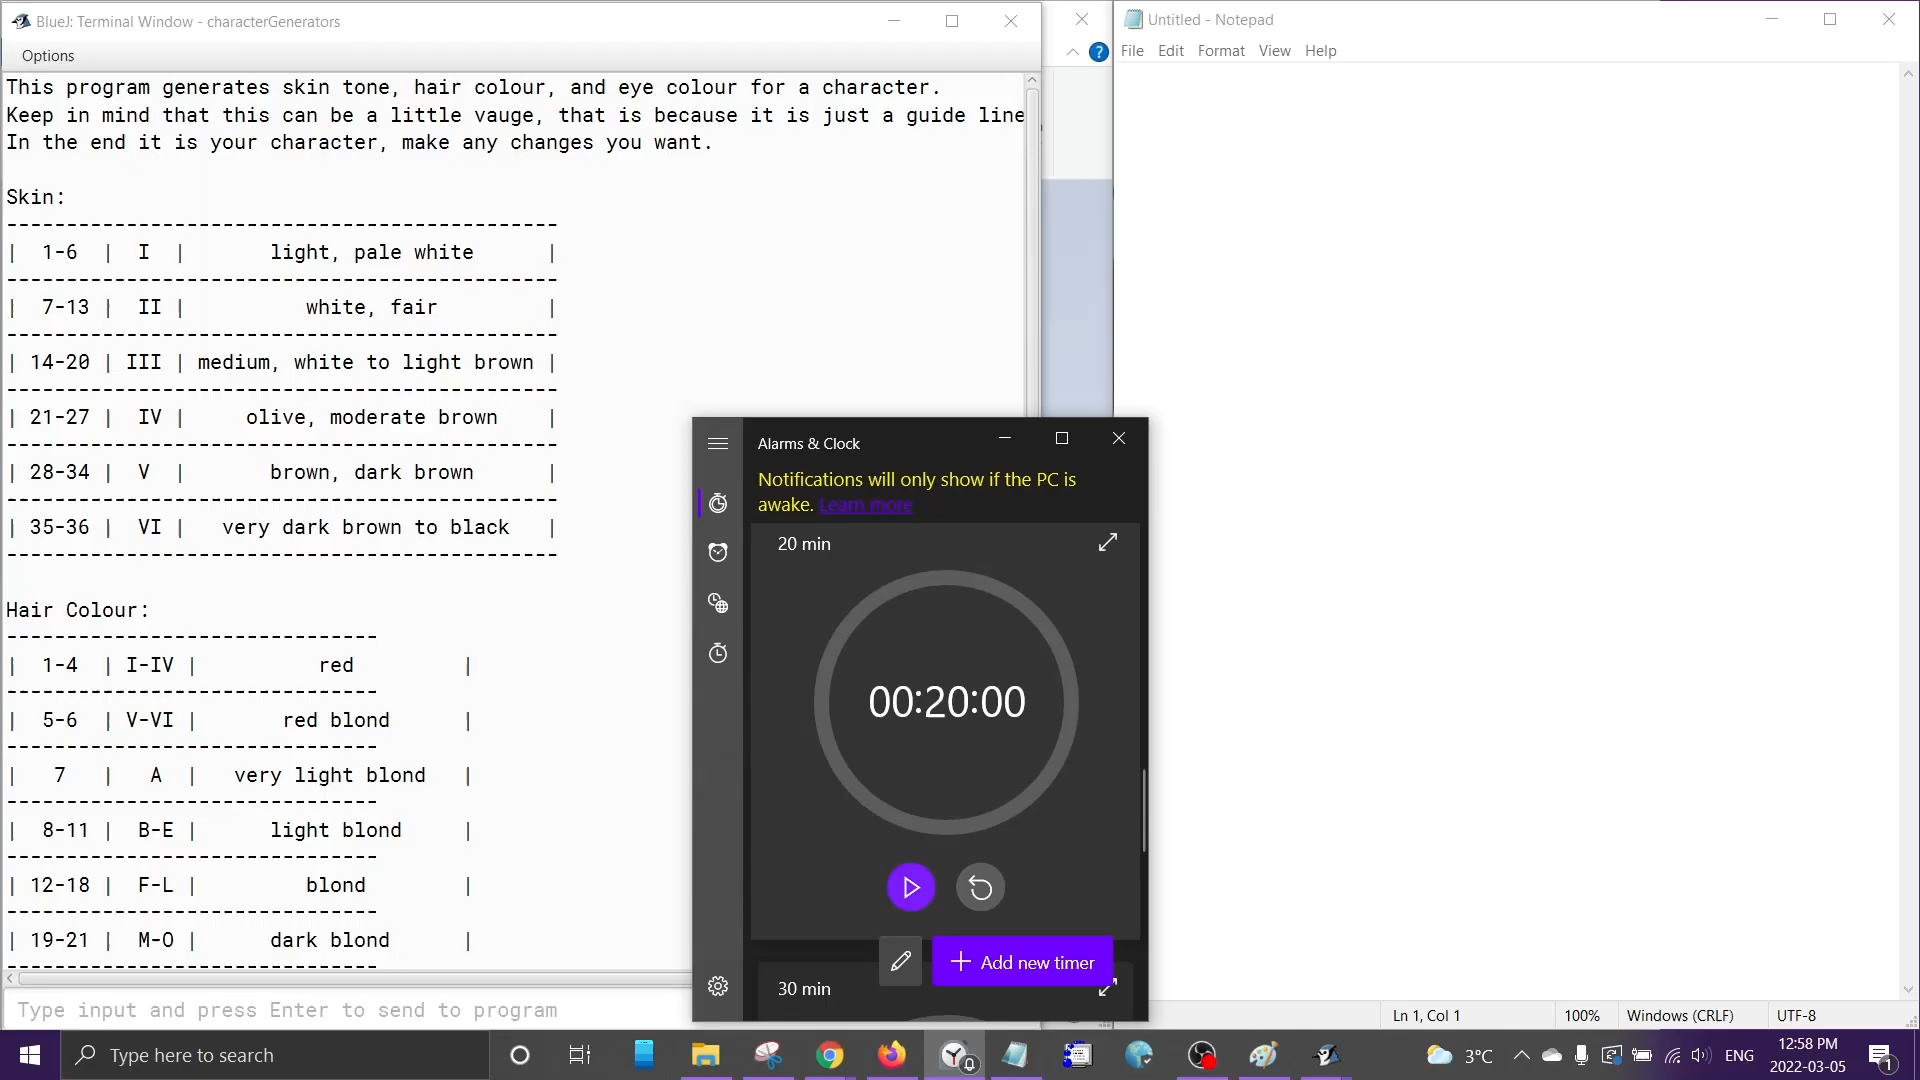 BlueJ: Terminal Window - characterGenerators
Options
This program generates skin tone, hair colour, and eye colour for a character.
Keep in mind that this can be a little vauge, that is because it is just a guide line
In the end it is your character, make any changes you want.
Skin:
----------------------------------------------
|  1-6  |  I  |       light, pale white      |
----------------------------------------------
|  7-13 |  II |          white, fair         |
----------------------------------------------
| 14-20 | III | medium, white to light brown |
----------------------------------------------
| 21-27 |  IV |     olive, moderate brown    |
----------------------------------------------
| 28-34 |  V  |       brown, dark brown      |
----------------------------------------------
| 35-36 |  VI |   very dark brown to black   |
----------------------------------------------
Hair Colour:
-------------------------------
|  1-4  | I-IV |          red         |
-------------------------------
|  5-6  | V-VI |       red blond      |
-------------------------------
|   7   |   A  |   very light blond   |
-------------------------------
|  8-11 |  B-E |      light blond     |
-------------------------------
| 12-18 |  F-L |         blond        |
-------------------------------
| 19-21 |  M-O |      dark blond      |
-------------------------------
Type input and press Enter to send to program
Untitled - Notepad
File Edit Format View Help
Ln 1, Col 1 100% Windows (CRLF) UTF-8
Alarms & Clock
Notifications will only show if the PC is
awake. Learn more
20 min
00:20:00
Add new timer
30 min
Type here to search
3°C
ENG
12:58 PM
2022-03-05
1